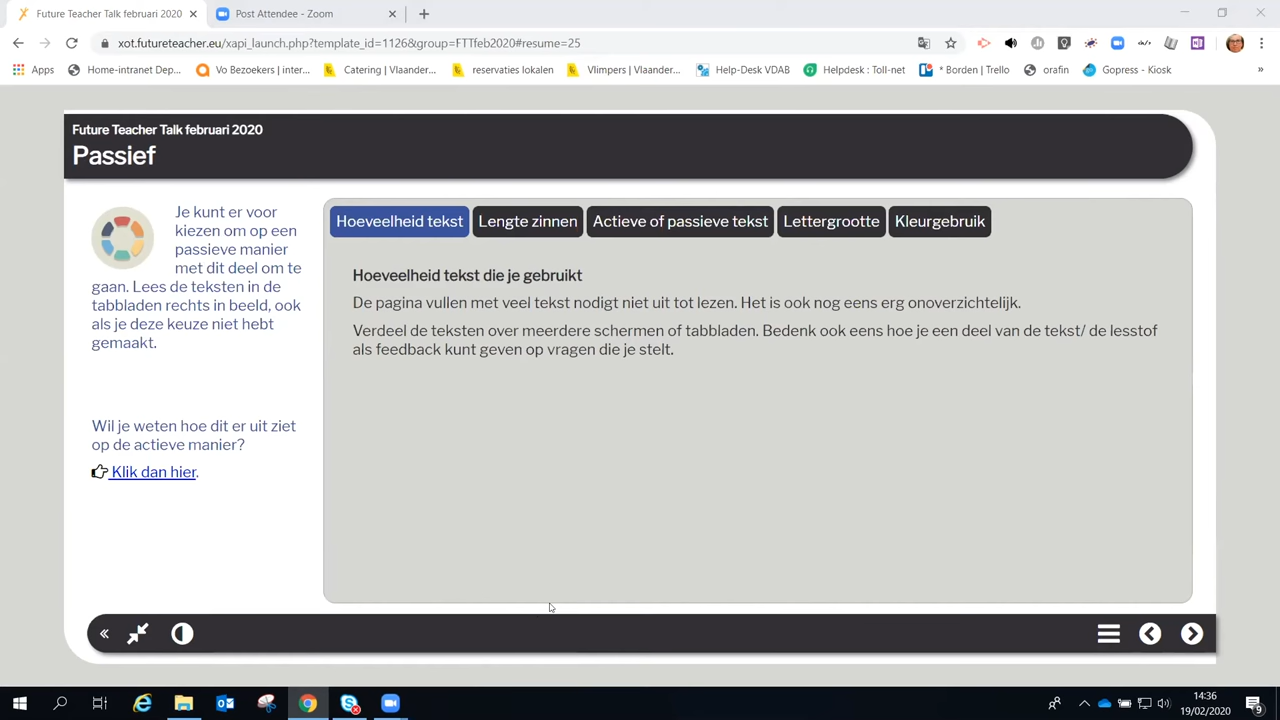 Future Teacher Talk februari 2020
Post Attendee - Zoom
xot.futureteacher.eu/xapi_launch.php?template_id=1126&group=FTTfeb2020#resume=25
Apps
Home-intranet Dep...
Vo Bezoekers | inter...
Catering | Vlaander...
reservaties lokalen
Vlimpers | Vlaander...
Help-Desk VDAB
Helpdesk : Toll-net
* Borden | Trello
orafin
Gopress - Kiosk
»
Future Teacher Talk februari 2020
Passief
Je kunt er voor
kiezen om op een
passieve manier
met dit deel om te
gaan. Lees de teksten in de
tabbladen rechts in beeld, ook
als je deze keuze niet hebt
gemaakt.
Wil je weten hoe dit er uit ziet
op de actieve manier?
Klik dan hier.
Hoeveelheid tekst
Lengte zinnen
Actieve of passieve tekst
Lettergrootte
Kleurgebruik
Hoeveelheid tekst die je gebruikt
De pagina vullen met veel tekst nodigt niet uit tot lezen. Het is ook nog eens erg onoverzichtelijk.
Verdeel de teksten over meerdere schermen of tabbladen. Bedenk ook eens hoe je een deel van de tekst/ de lesstof
als feedback kunt geven op vragen die je stelt.
14:36
19/02/2020
9